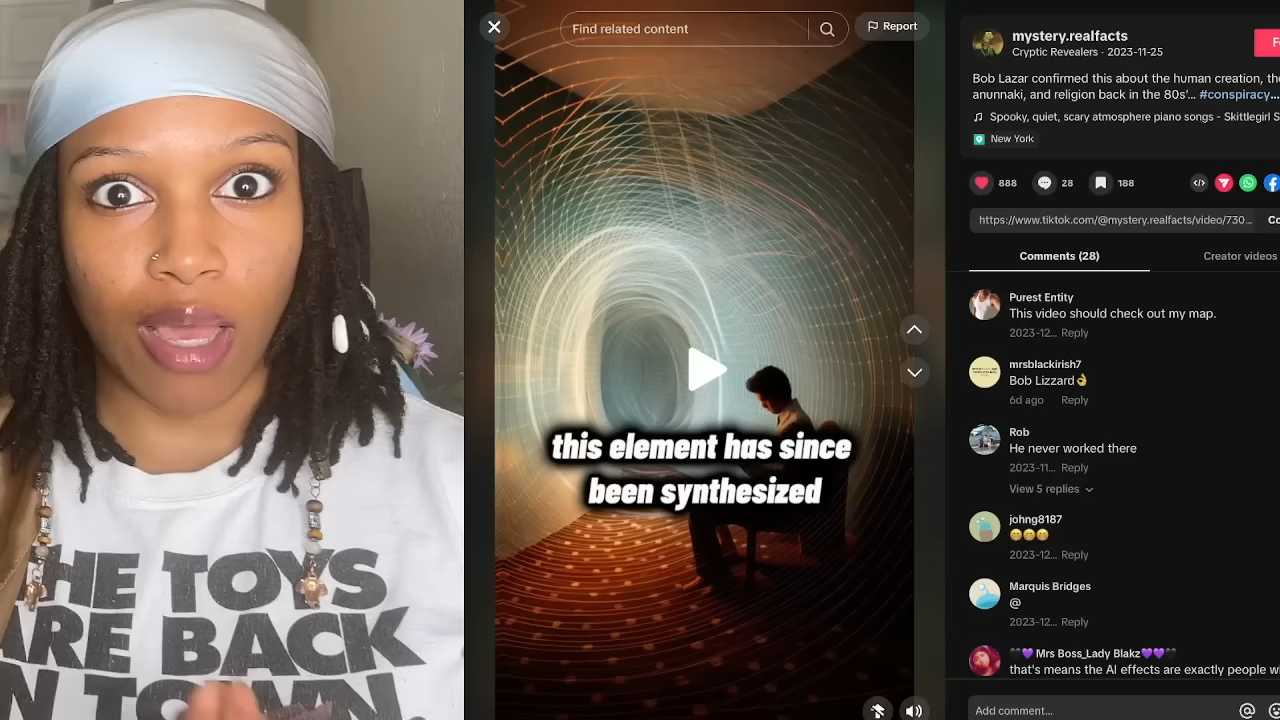 THE TOYS
ARE BACK
IN TOWN.
Find related content
Report
this element has since
been synthesized
mystery.realfacts
Cryptic Revealers · 2023-11-25
Bob Lazar confirmed this about the human creation, the
anunnaki, and religion back in the 80s'... #conspiracy...
Spooky, quiet, scary atmosphere piano songs - Skittlegirl S
New York
888
28
188
https://www.tiktok.com/@mystery.realfacts/video/730...
Co
Comments (28)
Creator videos
Purest Entity
This video should check out my map.
2023-12... Reply
mrsblackirish7
Bob Lizzard👌
6d ago Reply
Rob
He never worked there
2023-11... Reply
View 5 replies
johng8187
😁😁😁
2023-12... Reply
Marquis Bridges
@
2023-12... Reply
🖤💜Mrs Boss_Lady Blakz💜💜🖤
that's means the AI effects are exactly people w
Add comment...